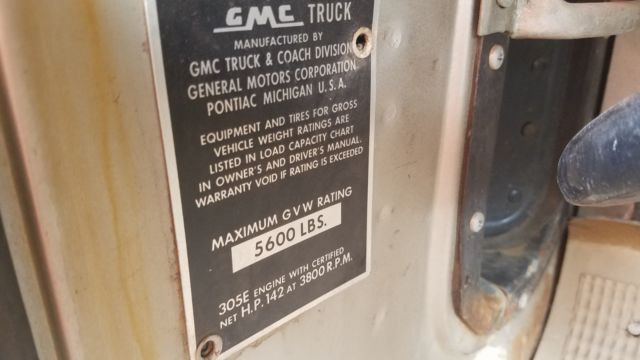 GMC TRUCK
MANUFACTURED BY
GMC TRUCK & COACH DIVISION
GENERAL MOTORS CORPORATION
PONTIAC MICHIGAN U. S. A.
EQUIPMENT AND TIRES FOR GROSS
VEHICLE WEIGHT RATINGS ARE
LISTED IN LOAD CAPACITY CHART
IN OWNER'S AND DRIVER'S MANUAL.
WARRANTY VOID IF RATING IS EXCEEDED
MAXIMUM G V W RATING
5600 LBS.
305E ENGINE WITH CERTIFIED
NET H.P. 142 AT 3800 R.P.M.